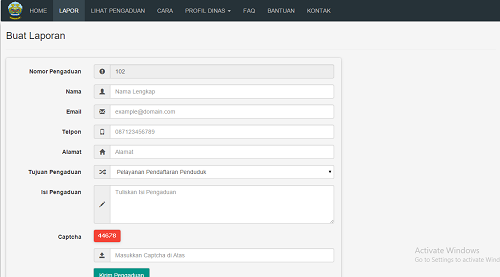 HOME LAPOR LIHAT PENGADUAN CARA PROFIL DINAS FAQ BANTUAN KONTAK
Buat Laporan
Nomor Pengaduan 102
Nama Nama Lengkap
Email example@domain.com
Telpon 087123456789
Alamat Alamat
Tujuan Pengaduan Pelayanan Pendaftaran Penduduk
Isi Pengaduan Tuliskan Isi Pengaduan
Captcha 44678
Masukkan Captcha di Atas
Kirim Pengaduan
Activate Windows
Go to Settings to activate Wind